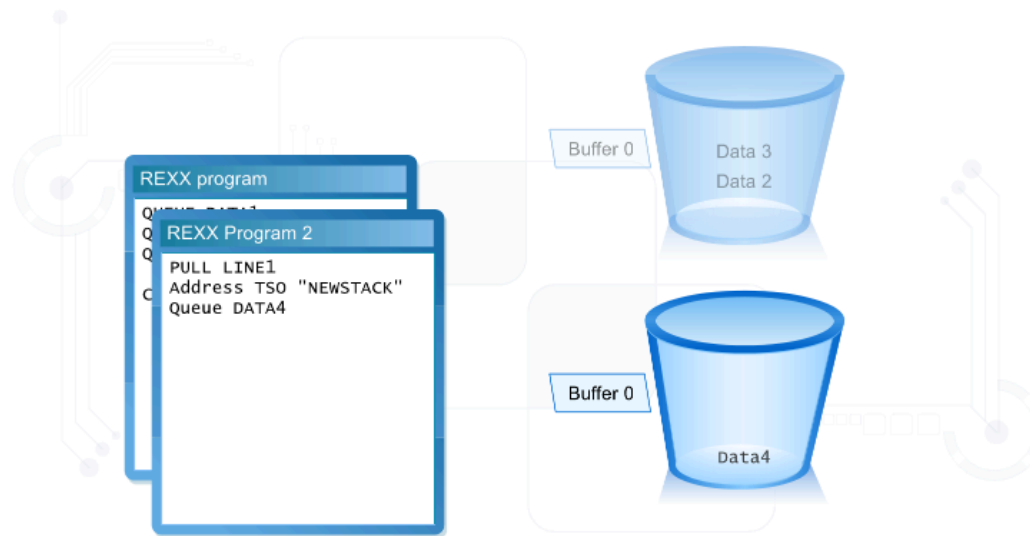 REXX program
REXX Program 2
PULL LINE1
Address TSO "NEWSTACK"
Queue DATA4
Buffer 0
Data 3
Data 2
Buffer 0
Data4